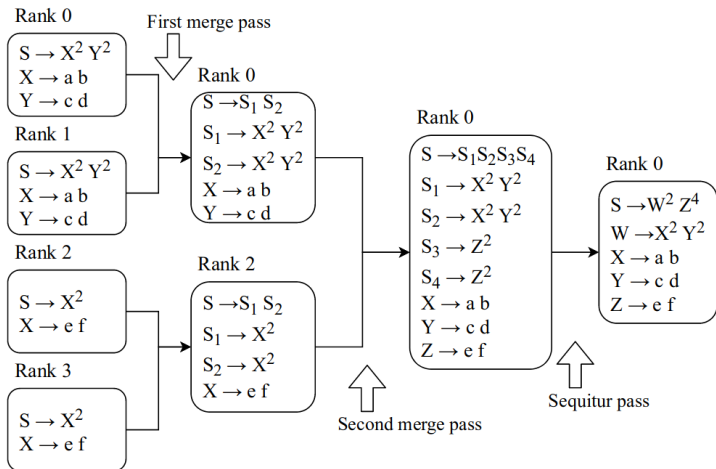 Rank 0
S → X² Y²
X → a b
Y → c d
Rank 1
S → X² Y²
X → a b
Y → c d
Rank 2
S → X²
X → e f
Rank 3
S → X²
X → e f
First merge pass
Rank 0
S →S₁ S₂
S₁ → X² Y²
S₂ → X² Y²
X → a b
Y → c d
Rank 2
S →S₁ S₂
S₁ → X²
S₂ → X²
X → e f
Second merge pass
Rank 0
S →S₁S₂S₃S₄
S₁ → X² Y²
S₂ → X² Y²
S₃ → Z²
S₄ → Z²
X → a b
Y → c d
Z → e f
Sequitur pass
Rank 0
S →W² Z⁴
W →X² Y²
X → a b
Y → c d
Z → e f